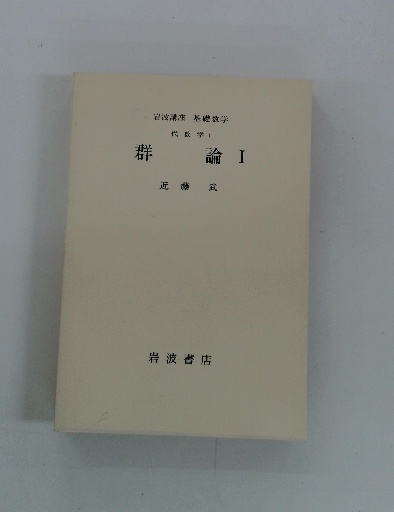 岩波講座 基礎数学
代数学 i
群 論 I
近藤 武
岩波書店